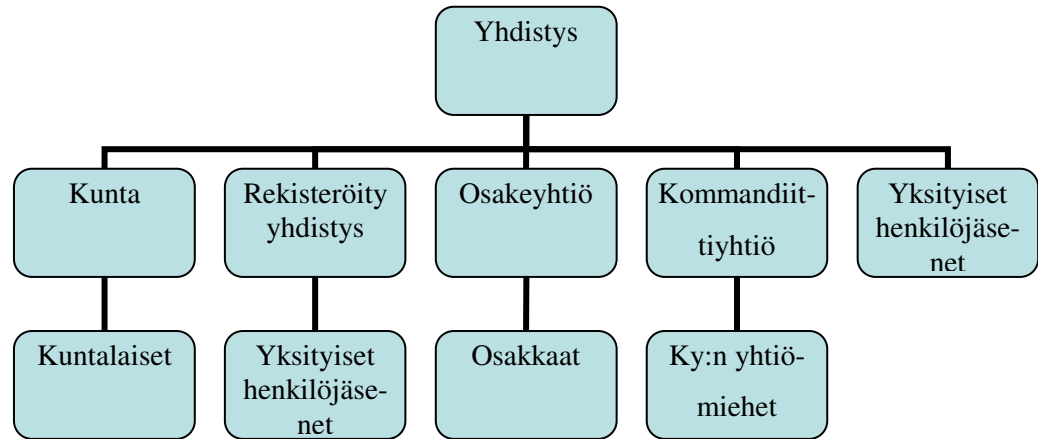 Yhdistys
Kunta
Rekisteröity
yhdistys
Osakeyhtiö
Kommandiit-
tiyhtiö
Yksityiset
henkilöjäse-
net
Kuntalaiset
Yksityiset
henkilöjäse-
net
Osakkaat
Ky:n yhtiö-
miehet